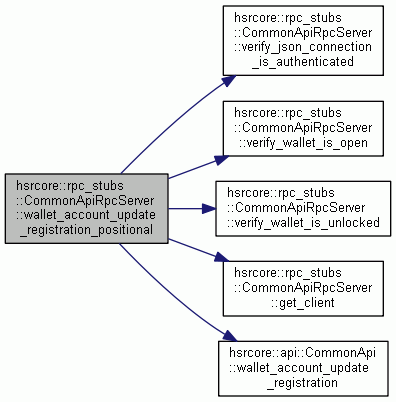 hsrcore::rpc_stubs
::CommonApiRpcServer
::wallet_account_update
_registration_positional
hsrcore::rpc_stubs
::CommonApiRpcServer
::verify_json_connection
_is_authenticated
hsrcore::rpc_stubs
::CommonApiRpcServer
::verify_wallet_is_open
hsrcore::rpc_stubs
::CommonApiRpcServer
::verify_wallet_is_unlocked
hsrcore::rpc_stubs
::CommonApiRpcServer
::get_client
hsrcore::api::CommonApi
::wallet_account_update
_registration